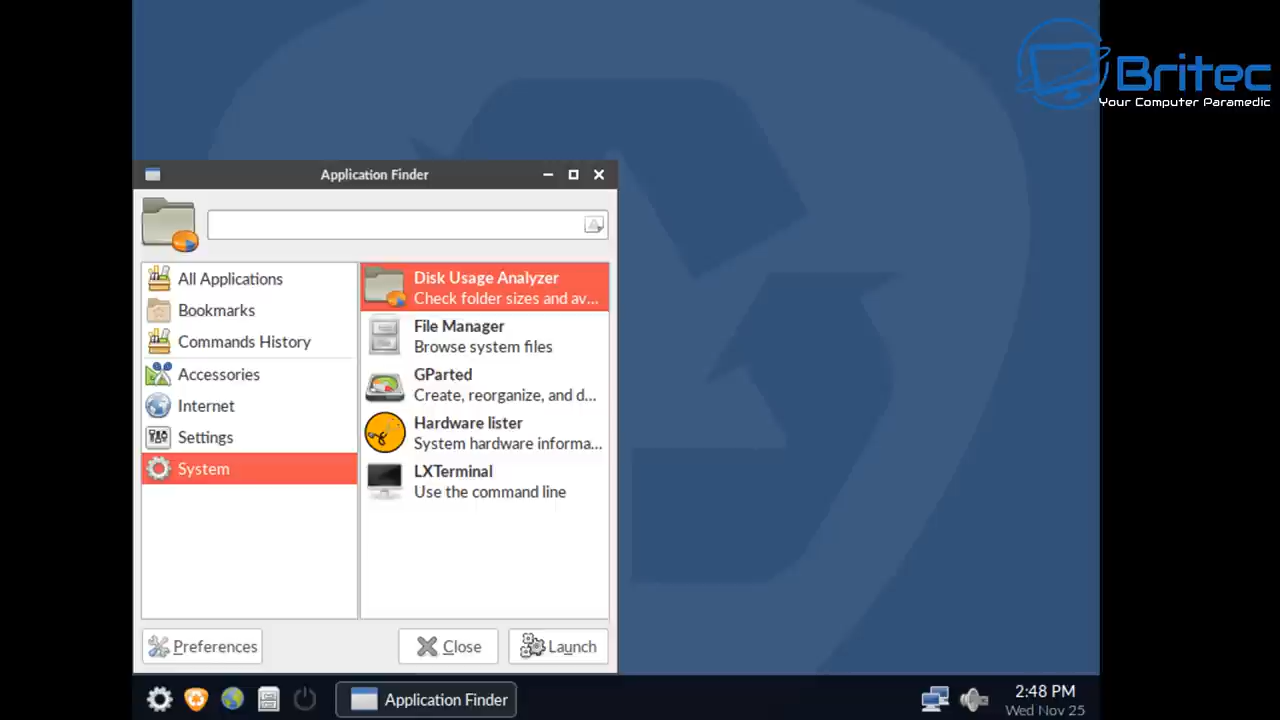 Britec
Your Computer Paramedic
Application Finder
All Applications
Bookmarks
Commands History
Accessories
Internet
Settings
System
Disk Usage Analyzer
Check folder sizes and av...
File Manager
Browse system files
GParted
Create, reorganize, and d...
Hardware lister
System hardware informa...
LXTerminal
Use the command line
Preferences
Close
Launch
Application Finder
2:48 PM
Wed Nov 25